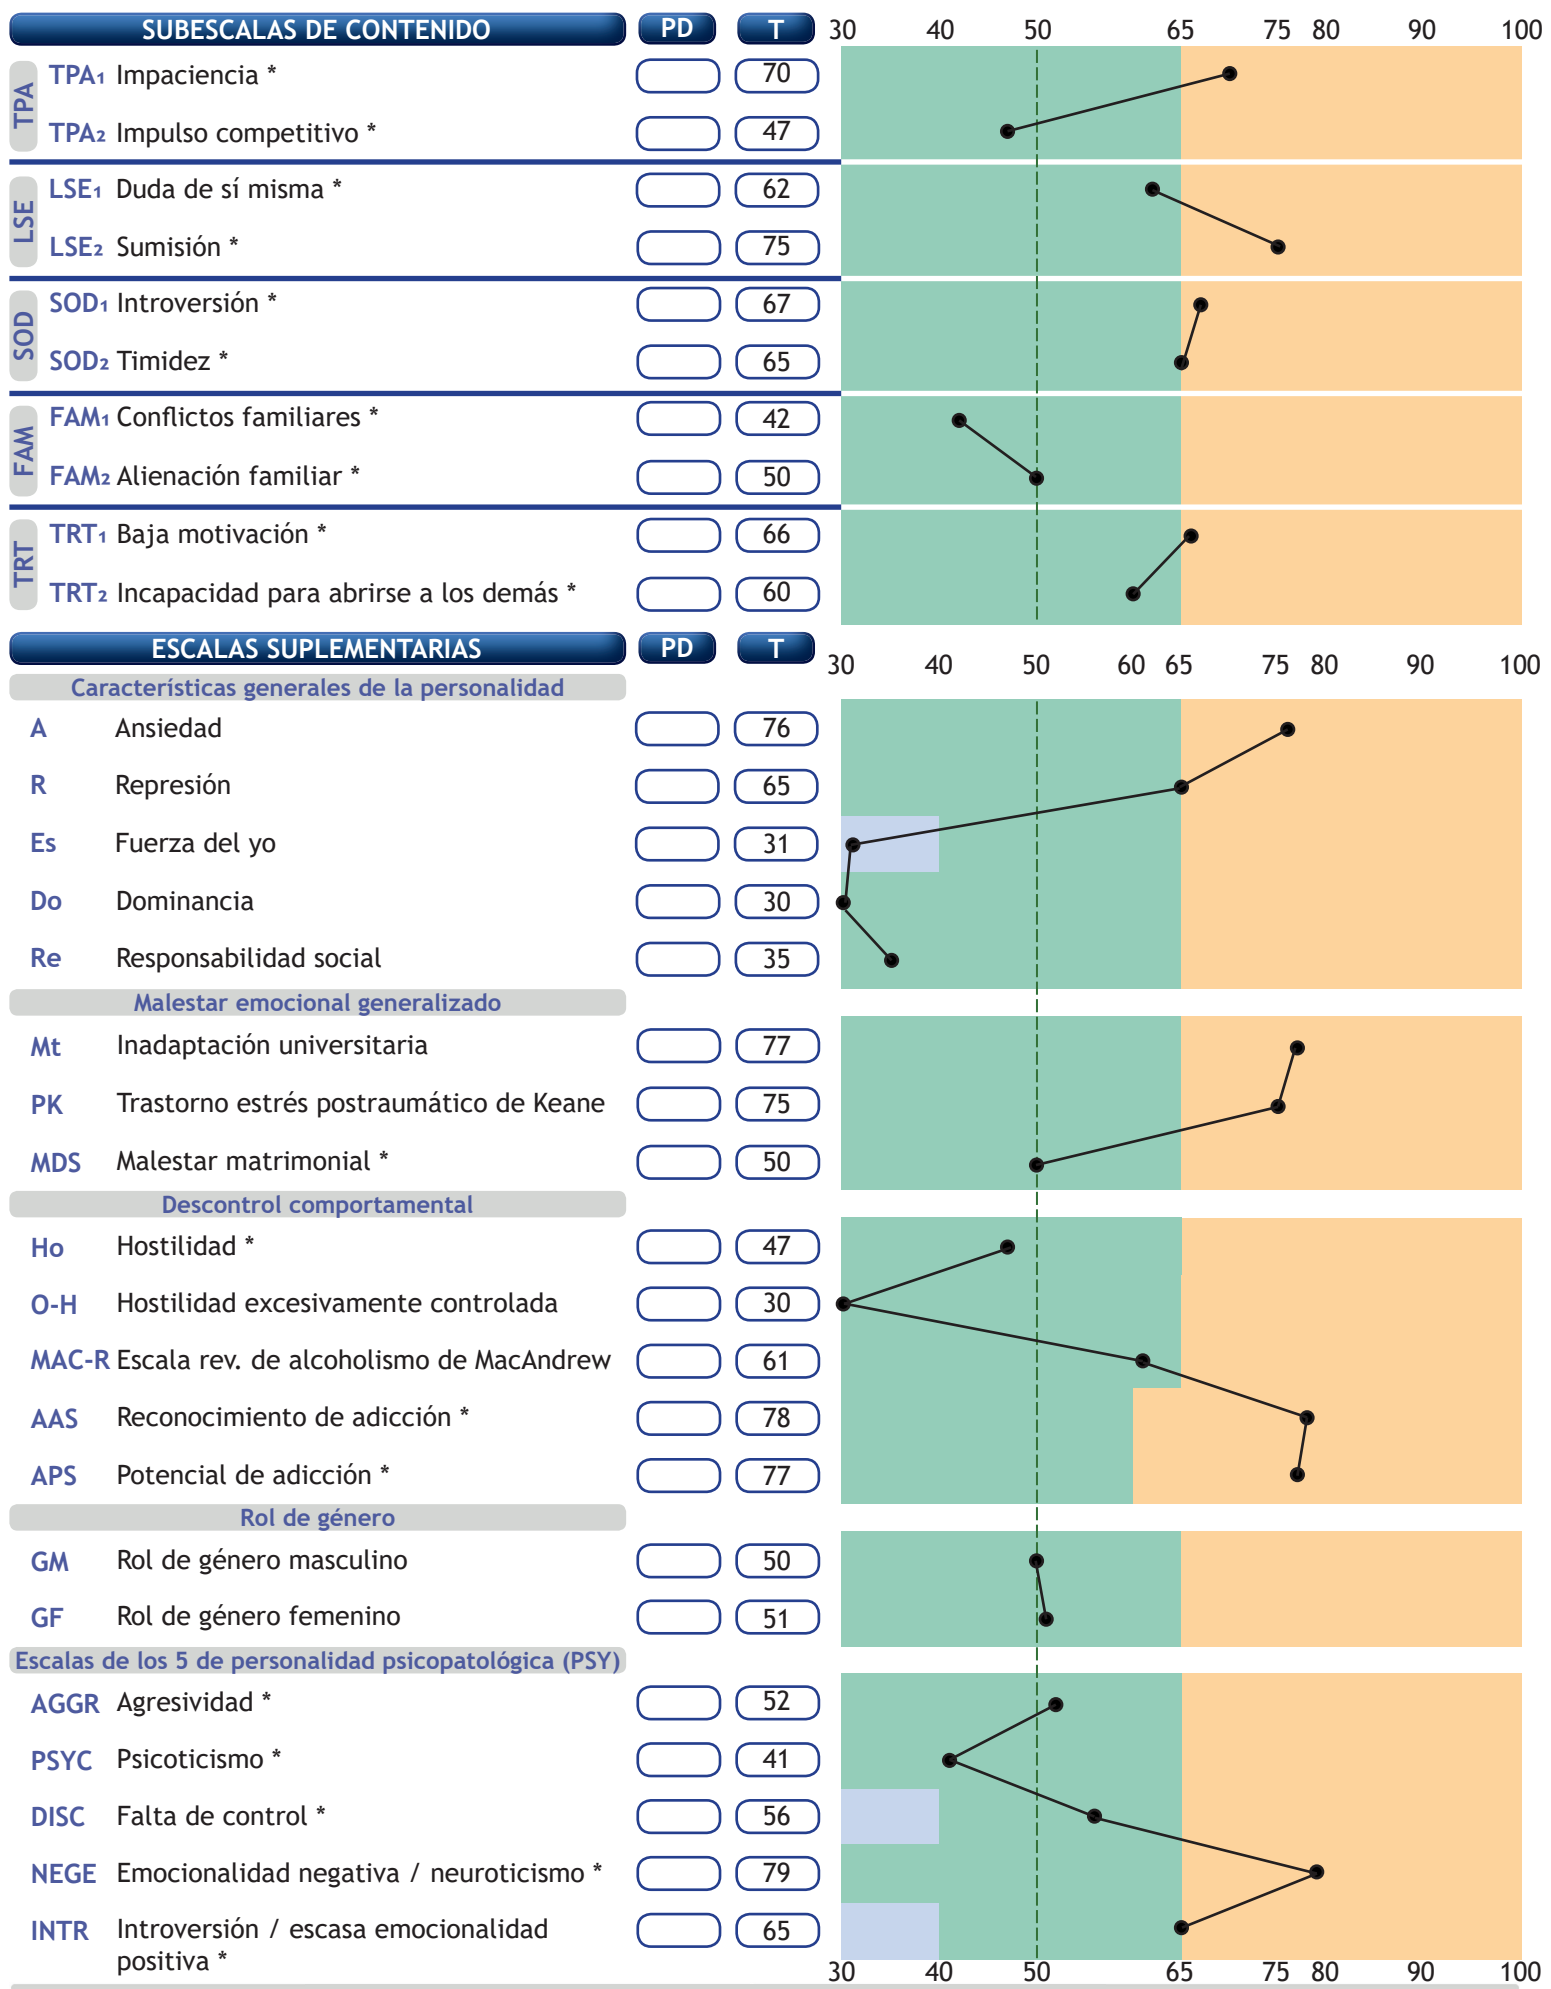 SUBESCALAS DE CONTENIDO PD T 30 40 50 65 75 80 90 100
TPA
TPA1 Impaciencia * 70
TPA2 Impulso competitivo * 47
LSE
LSE1 Duda de sí misma * 62
LSE2 Sumisión * 75
SOD
SOD1 Introversión * 67
SOD2 Timidez * 65
FAM
FAM1 Conflictos familiares * 42
FAM2 Alienación familiar * 50
TRT
TRT1 Baja motivación * 66
TRT2 Incapacidad para abrirse a los demás * 60
ESCALAS SUPLEMENTARIAS PD T 30 40 50 60 65 75 80 90 100
Características generales de la personalidad
A Ansiedad 76
R Represión 65
Es Fuerza del yo 31
Do Dominancia 30
Re Responsabilidad social 35
Malestar emocional generalizado
Mt Inadaptación universitaria 77
PK Trastorno estrés postraumático de Keane 75
MDS Malestar matrimonial * 50
Descontrol comportamental
Ho Hostilidad * 47
O-H Hostilidad excesivamente controlada 30
MAC-R Escala rev. de alcoholismo de MacAndrew 61
AAS Reconocimiento de adicción * 78
APS Potencial de adicción * 77
Rol de género
GM Rol de género masculino 50
GF Rol de género femenino 51
Escalas de los 5 de personalidad psicopatológica (PSY)
AGGR Agresividad * 52
PSYC Psicoticismo * 41
DISC Falta de control * 56
NEGE Emocionalidad negativa / neuroticismo * 79
INTR Introversión / escasa emocionalidad 65
positiva *
30 40 50 65 75 80 90 100